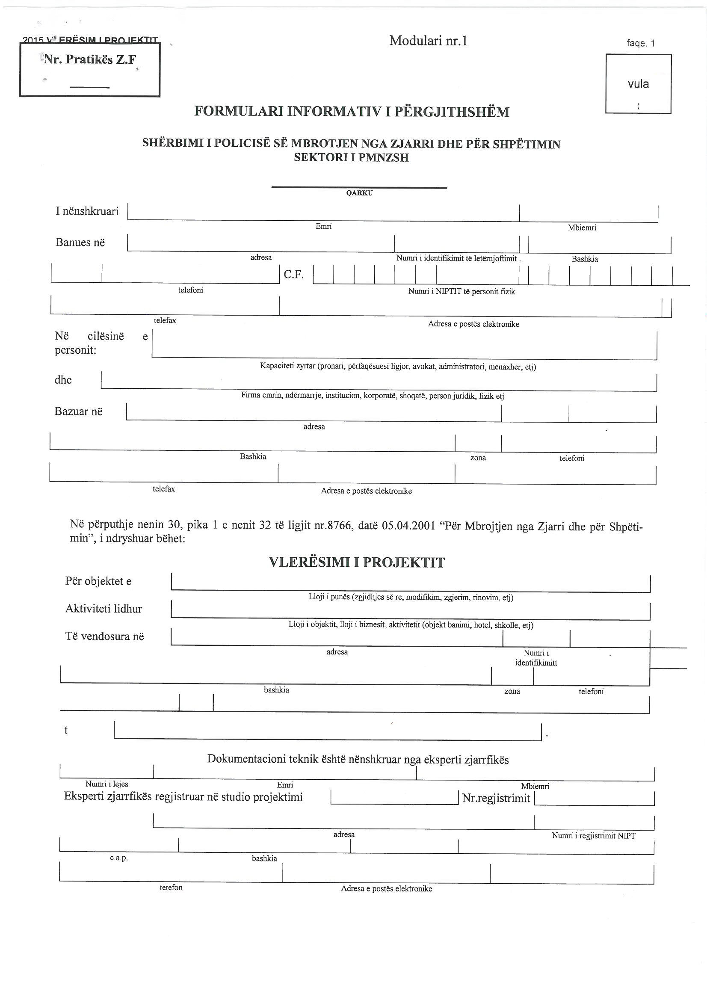 2015 V ERËSIM I PROJEKTIT
Modulari nr.1
faqe. 1
Nr. Pratikës Z.F
vula
(
FORMULARI INFORMATIV I PËRGJITHSHËM
SHËRBIMI I POLICISË SË MBROTJEN NGA ZJARRI DHE PËR SHPËTIMIN
SEKTORI I PMNZSH
QARKU
I nënshkruari
Emri
Mbiemri
Banues në
adresa
Numri i identifikimit të letërnjoftimit .
Bashkia
C.F.
telefoni
Numri i NIPTIT të personit fizik
telefax
Adresa e postës elektronike
Në cilësinë e
personit:
Kapaciteti zyrtar (pronari, përfaqësuesi ligjor, avokat, administratori, menaxher, etj)
dhe
Firma emrin, ndërmarrje, institucion, korporatë, shoqatë, person juridik, fizik etj
Bazuar në
adresa
Bashkia
zona
telefoni
telefax
Adresa e postës elektronike
Në përputhje nenin 30, pika 1 e nenit 32 të ligjit nr.8766, datë 05.04.2001 “Për Mbrojtjen nga Zjarri dhe për Shpëti-
min”, i ndryshuar bëhet:
VLERËSIMI I PROJEKTIT
Për objektet e
Lloji i punës (zgjidhjes së re, modifikim, zgjerim, rinovim, etj)
Aktiviteti lidhur
Lloji i objektit, lloji i biznesit, aktivitetit (objekt banimi, hotel, shkolle, etj)
Të vendosura në
adresa
Numri i
identifikimitt
bashkia
zona
telefoni
t
.
Dokumentacioni teknik është nënshkruar nga eksperti zjarrfikës
Numri i lejes
Emri
Mbiemri
Eksperti zjarrfikës regjistruar në studio projektimi
Nr.regjistrimit
adresa
Numri i regjistrimit NIPT
c.a.p.
bashkia
tetefon
Adresa e postës elektronike